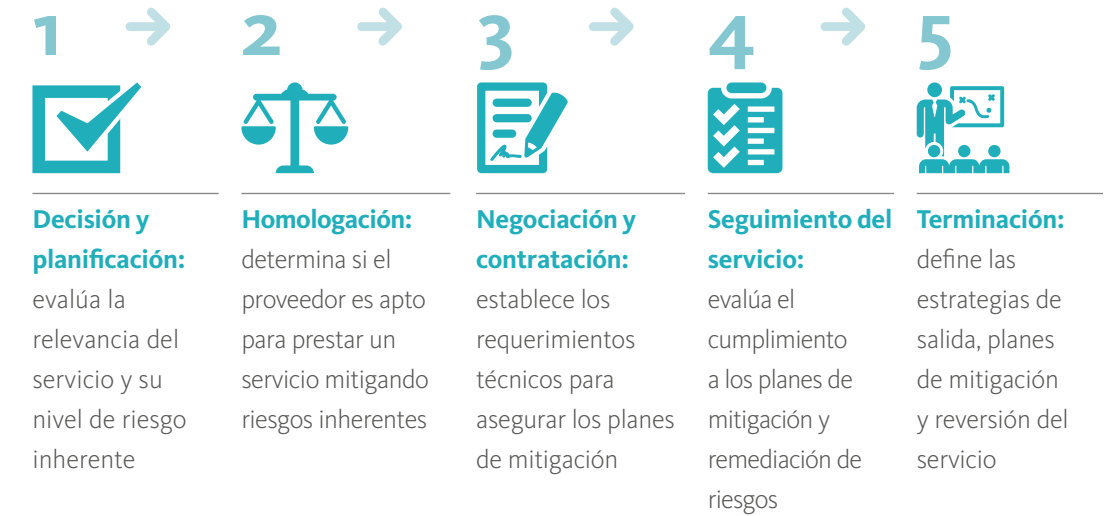 1
Decisión y
planificación:
evalúa la
relevancia del
servicio y su
nivel de riesgo
inherente
2
Homologación:
determina si el
proveedor es apto
para prestar un
servicio mitigando
riesgos inherentes
3
Negociación y
contratación:
establece los
requerimientos
técnicos para
asegurar los planes
de mitigación
4
Seguimiento del
servicio:
evalúa el
cumplimiento
a los planes de
mitigación y
remediación de
riesgos
5
Terminación:
define las
estrategias de
salida, planes
de mitigación
y reversión del
servicio